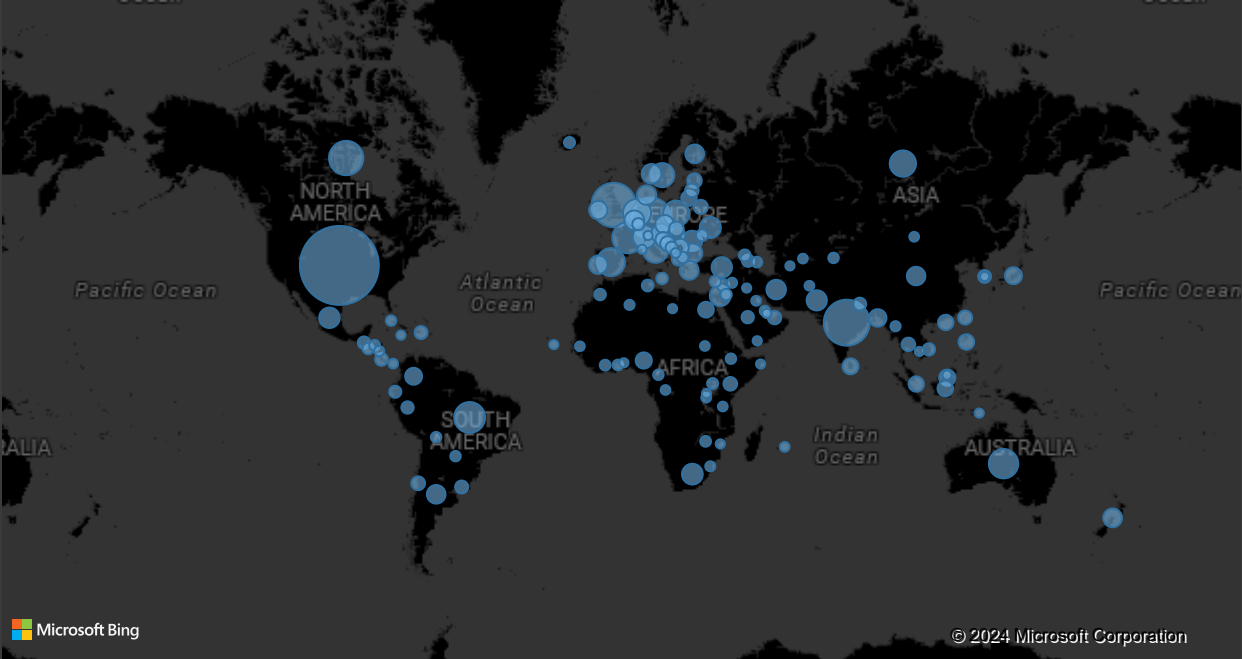 NORTH
AMERICA
ASIA
EUROPE
Pacific Ocean
Atlantic
Ocean
Pacific Ocean
AFRICA
SOUTH
AMERICA
Indian
Ocean
RALIA
AUSTRALIA
Microsoft Bing
© 2024 Microsoft Corporation